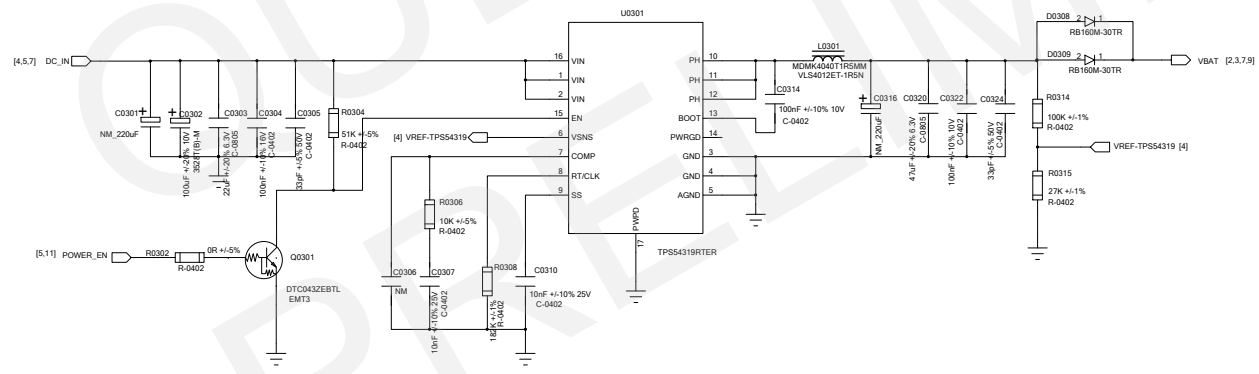 U0301
[4,5,7] DC_IN
16 VIN
1 VIN
2 VIN
15 EN
6 VSNS
7 COMP
8 RT/CLK
9 SS
PH 10
PH 11
PH 12
BOOT 13
PWRGD 14
GND 3
GND 4
AGND 5
PWPD
17
TPS54319RTER
C0301
NM_220uF
C0302
100uF +/-20% 10V
3528T(B)-M
C0303
22uF +/-20% 6.3V
C-0805
C0304
100nF +/-10% 16V
C-0402
C0305
33pF +/-5% 50V
C-0402
R0304
51K +/-5%
R-0402
[4] VREF-TPS54319
R0306
10K +/-5%
R-0402
C0306
NM
C0307
10nF +/-10% 25V
C-0402
R0308
182K +/-1%
R-0402
C0310
10nF +/-10% 25V
C-0402
[5,11] POWER_EN
R0302
0R +/-5%
R-0402
Q0301
DTC043ZEBTL
EMT3
L0301
MDMK4040T1R5MM
VLS4012ET-1R5N
C0314
100nF +/-10% 10V
C-0402
C0316
NM_220uF
C0320
47uF +/-20% 6.3V
C-0805
C0322
100nF +/-10% 10V
C-0402
C0324
33pF +/-5% 50V
C-0402
D0308
2 1
RB160M-30TR
D0309
2 1
RB160M-30TR
VBAT [2,3,7,9]
R0314
100K +/-1%
R-0402
VREF-TPS54319 [4]
R0315
27K +/-1%
R-0402